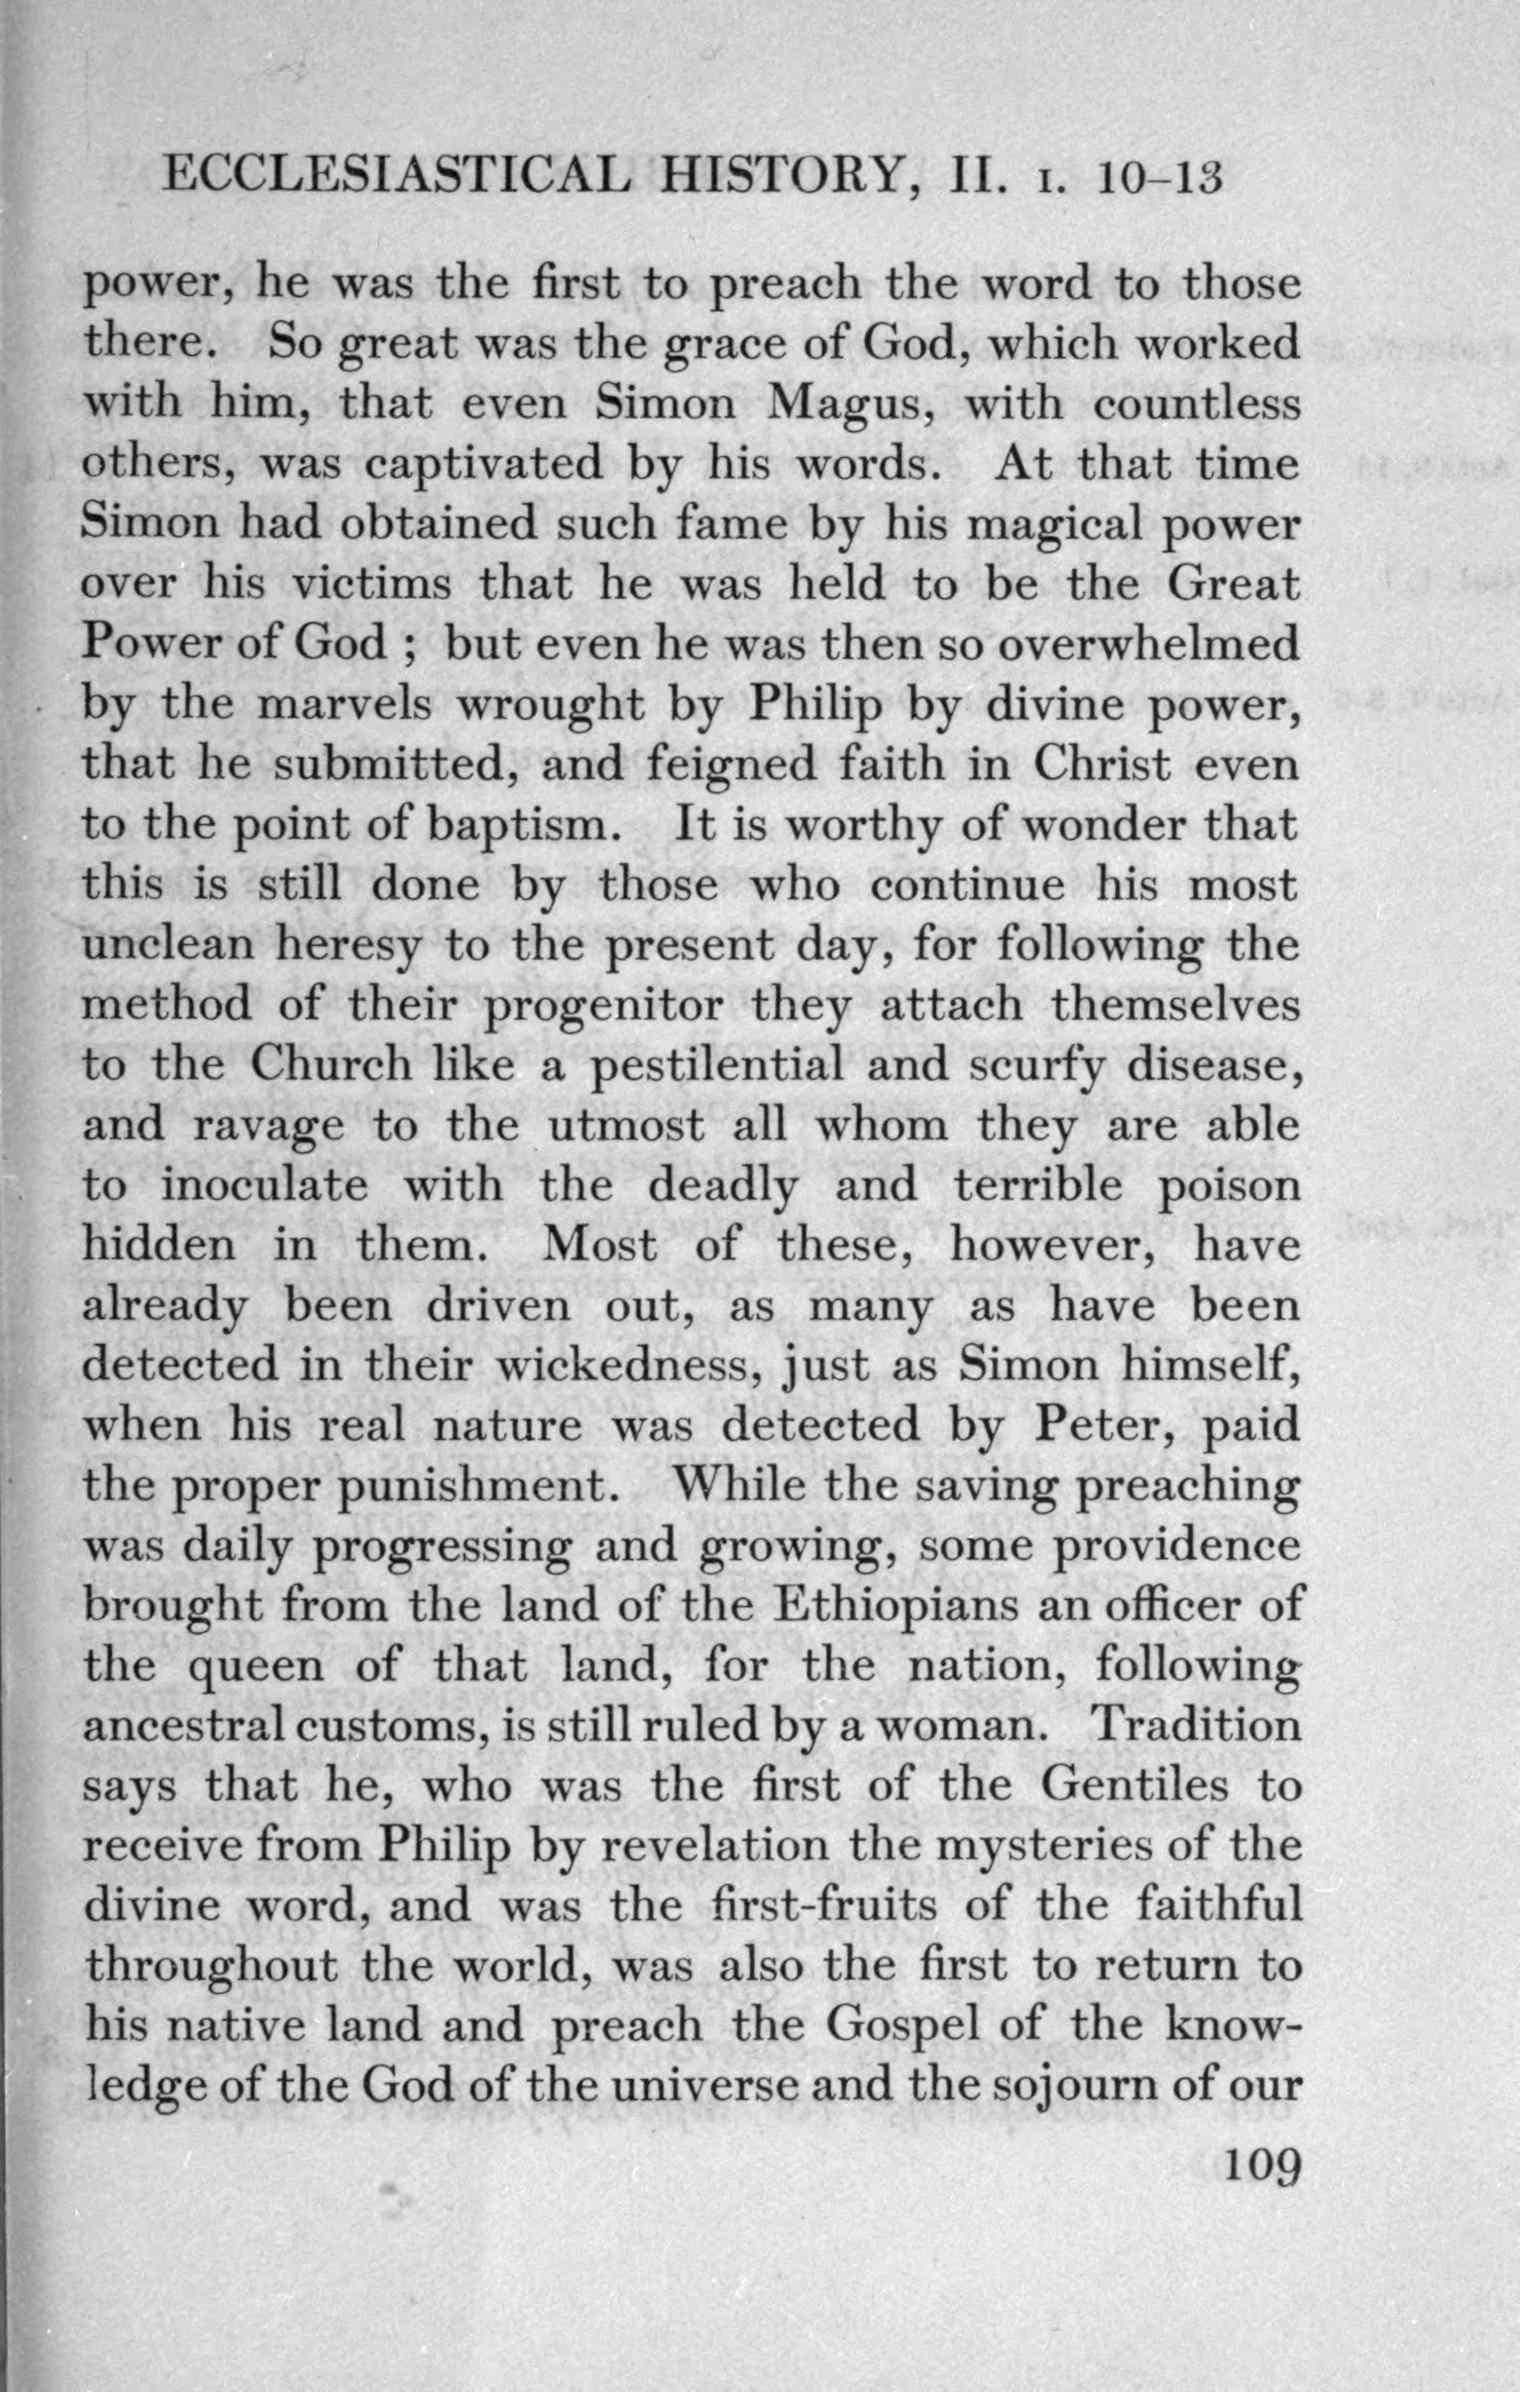 ECCLESIASTICAL HISTORY, II. I. 10–13
power, he was the first to preach the word to those
there. So great was the grace of God, which worked
with him, that even Simon Magus, with countless
others, was captivated by his words. At that time
Simon had obtained such fame by his magical power
over his victims that he was held to be the Great
Power of God ; but even he was then so overwhelmed
by the marvels wrought by Philip by divine power,
that he submitted, and feigned faith in Christ even
to the point of baptism. It is worthy of wonder that
this is still done by those who continue his most
unclean heresy to the present day, for following the
method of their progenitor they attach themselves
to the Church like a pestilential and scurfy disease,
and ravage to the utmost all whom they are able
to inoculate with the deadly and terrible poison
hidden in them. Most of these, however, have
already been driven out, as many as have been
detected in their wickedness, just as Simon himself,
when his real nature was detected by Peter, paid
the proper punishment. While the saving preaching
was daily progressing and growing, some providence
brought from the land of the Ethiopians an officer of
the queen of that land, for the nation, following
ancestral customs, is still ruled by a woman. Tradition
says that he, who was the first of the Gentiles to
receive from Philip by revelation the mysteries of the
divine word, and was the first-fruits of the faithful
throughout the world, was also the first to return to
his native land and preach the Gospel of the know-
ledge of the God of the universe and the sojourn of our
109